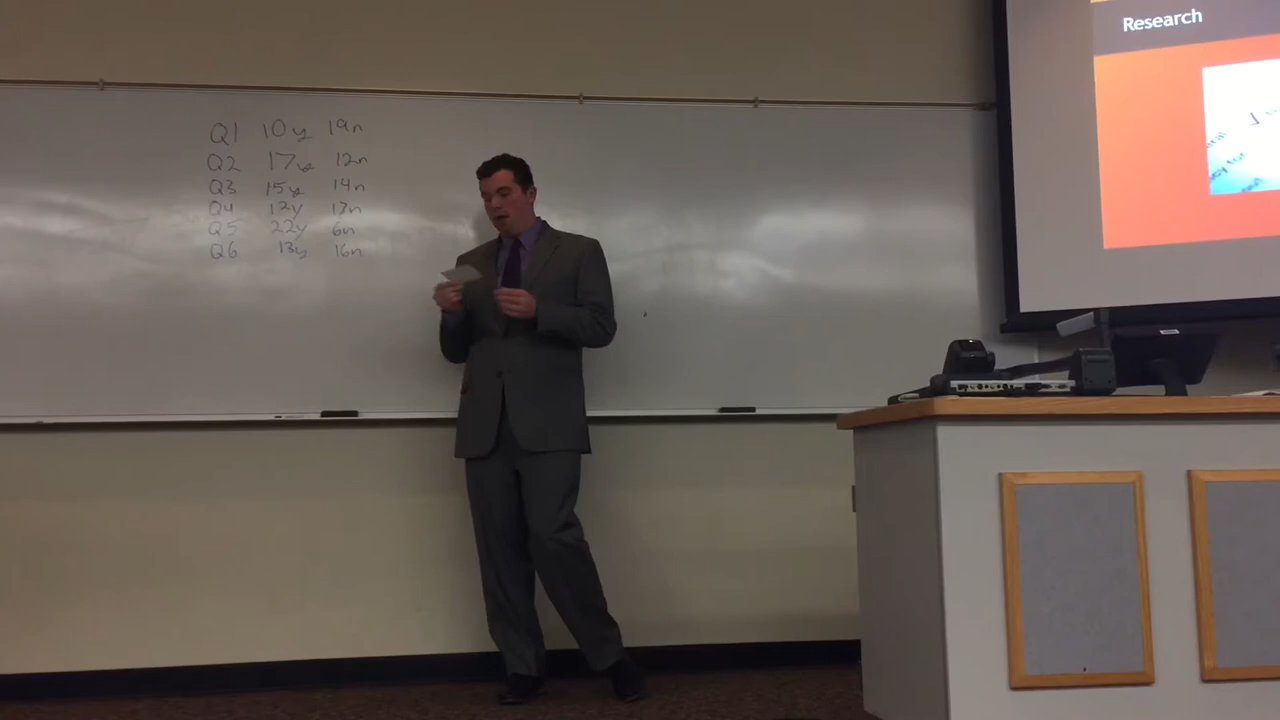 Q1 10y 19n
Q2 17y 12n
Q3 15y 14n
Q4 12y 17n
Q5 22y 6n
Q6 13y 16n
Research